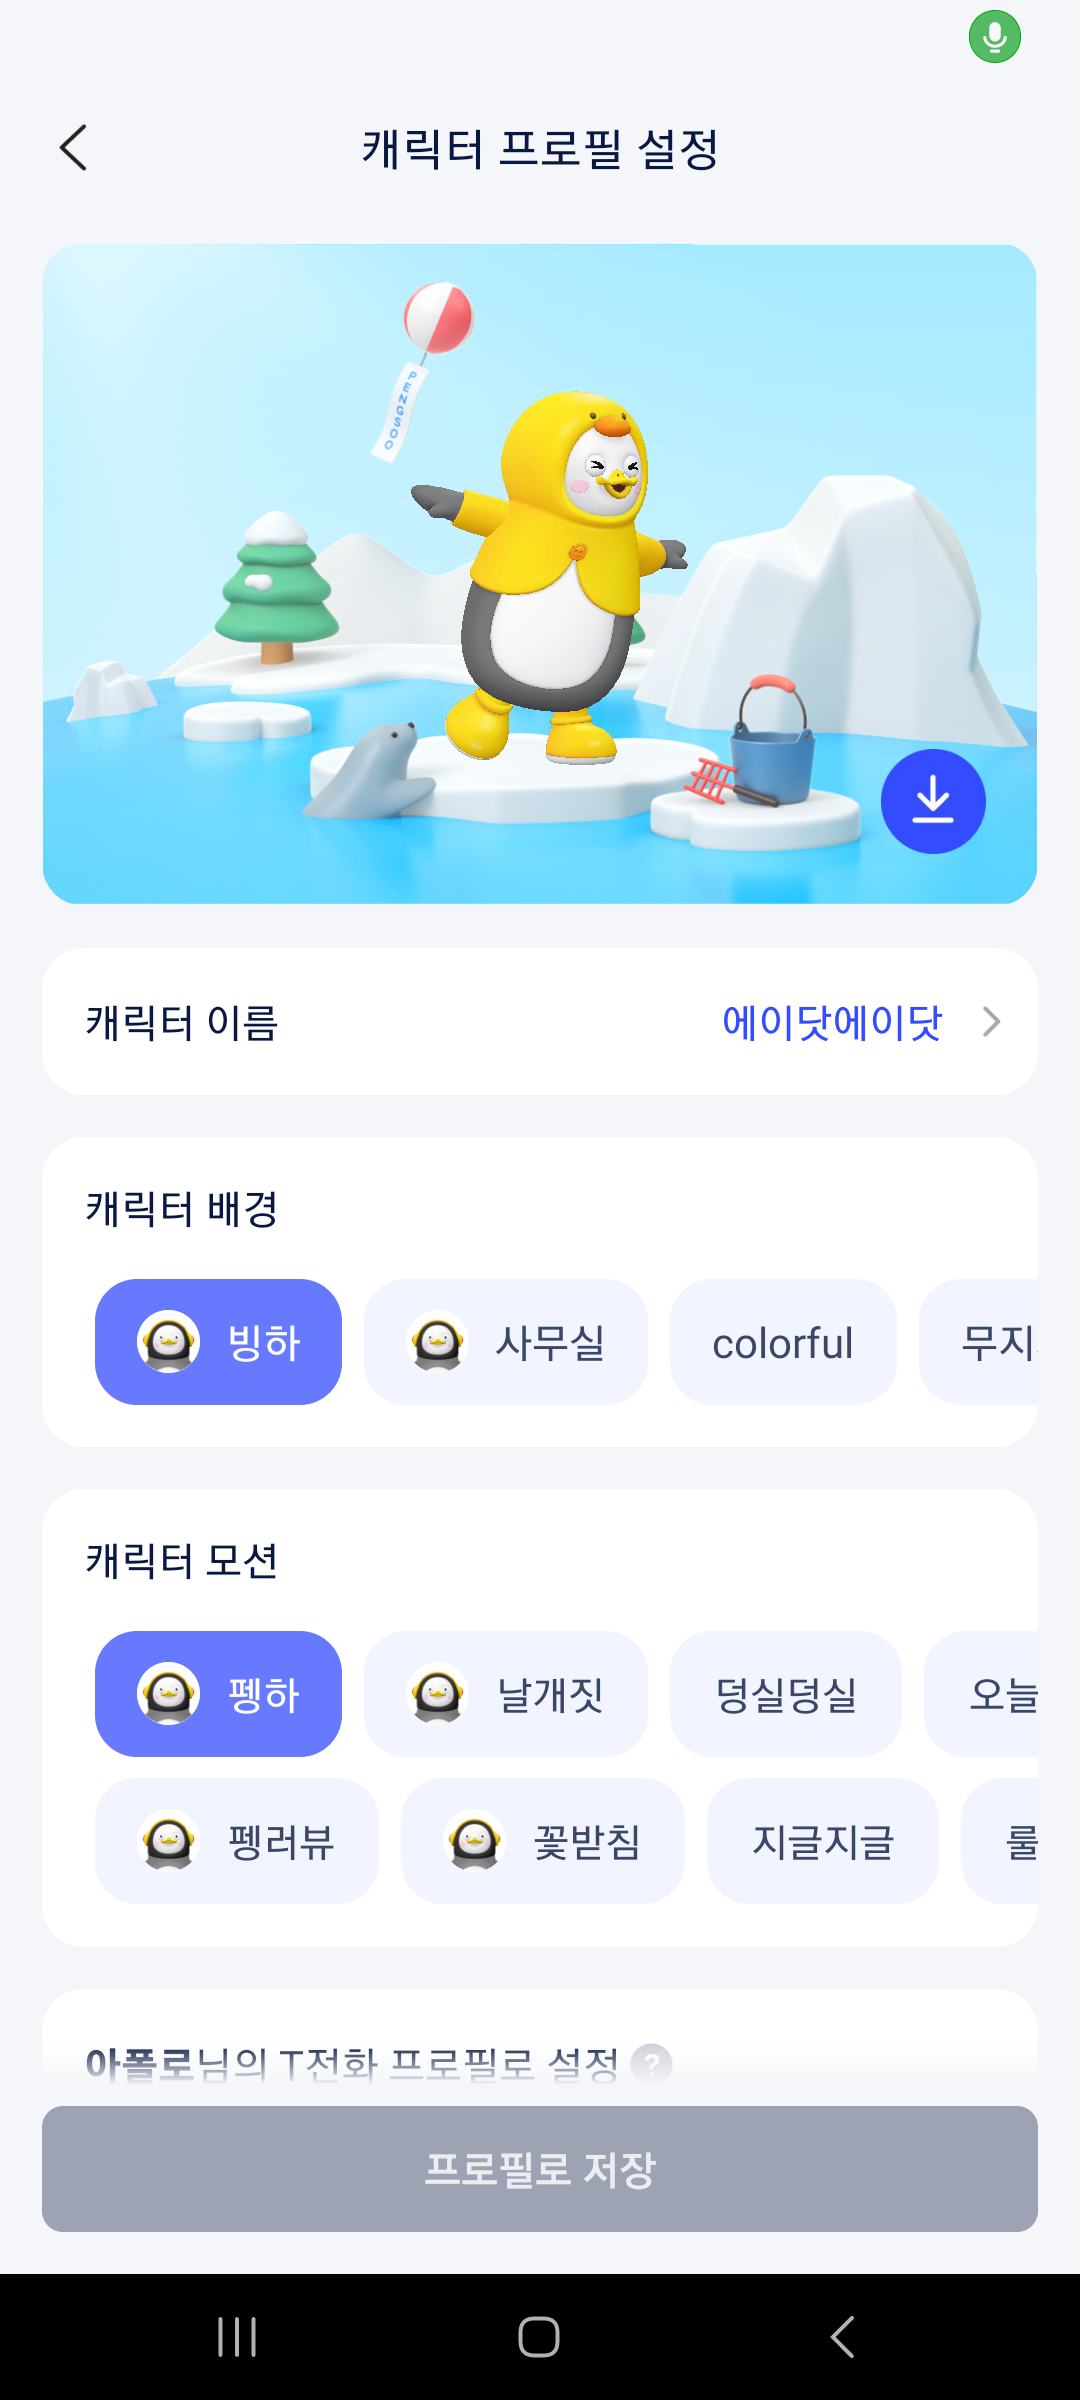 캐릭터 프로필 설정
PENGSOO
캐릭터 이름
에이닷에이닷
캐릭터 배경
빙하
사무실
colorful
무지
캐릭터 모션
펭하
날개짓
덩실덩실
오늘
펭러뷰
꽃받침
지글지글
룰
아폴로님의 T전화 프로필로 설정 ?
프로필로 저장